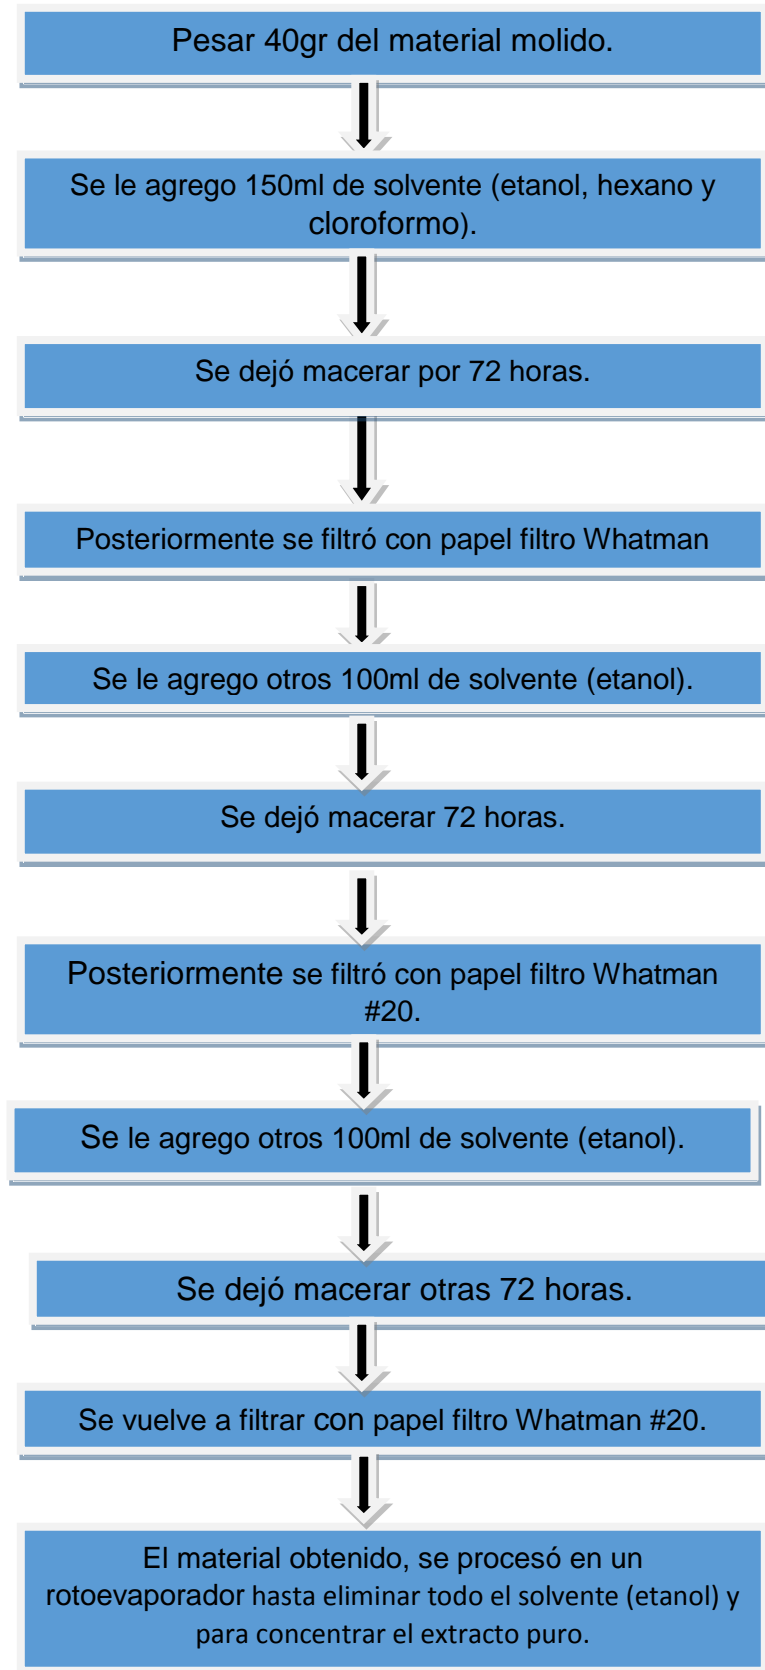 Pesar 40gr del material molido.
Se le agrego 150ml de solvente (etanol, hexano y
cloroformo).
Se dejó macerar por 72 horas.
Posteriormente se filtró con papel filtro Whatman
Se le agrego otros 100ml de solvente (etanol).
Se dejó macerar 72 horas.
Posteriormente se filtró con papel filtro Whatman
#20.
Se le agrego otros 100ml de solvente (etanol).
Se dejó macerar otras 72 horas.
Se vuelve a filtrar con papel filtro Whatman #20.
El material obtenido, se procesó en un
rotoevaporador hasta eliminar todo el solvente (etanol) y
para concentrar el extracto puro.